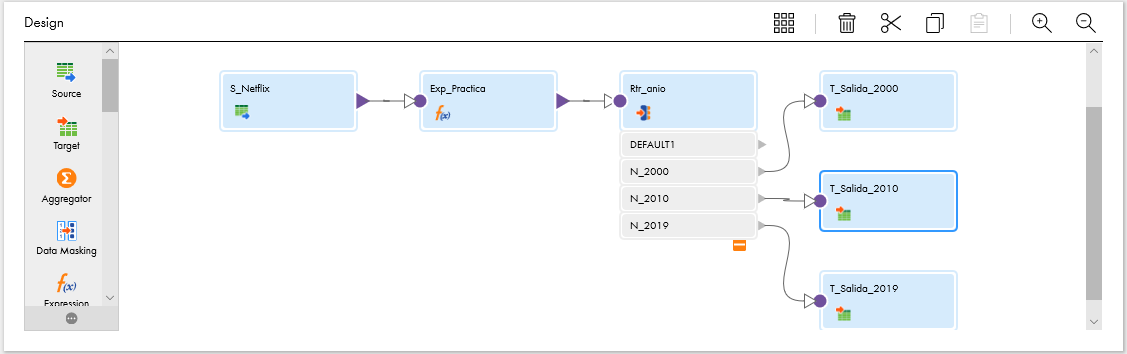 Design
Source
Target
Aggregator
Data Masking
Expression
S_Netflix
Exp_Practica
Rtr_anio
DEFAULT1
N_2000
N_2010
N_2019
T_Salida_2000
T_Salida_2010
T_Salida_2019